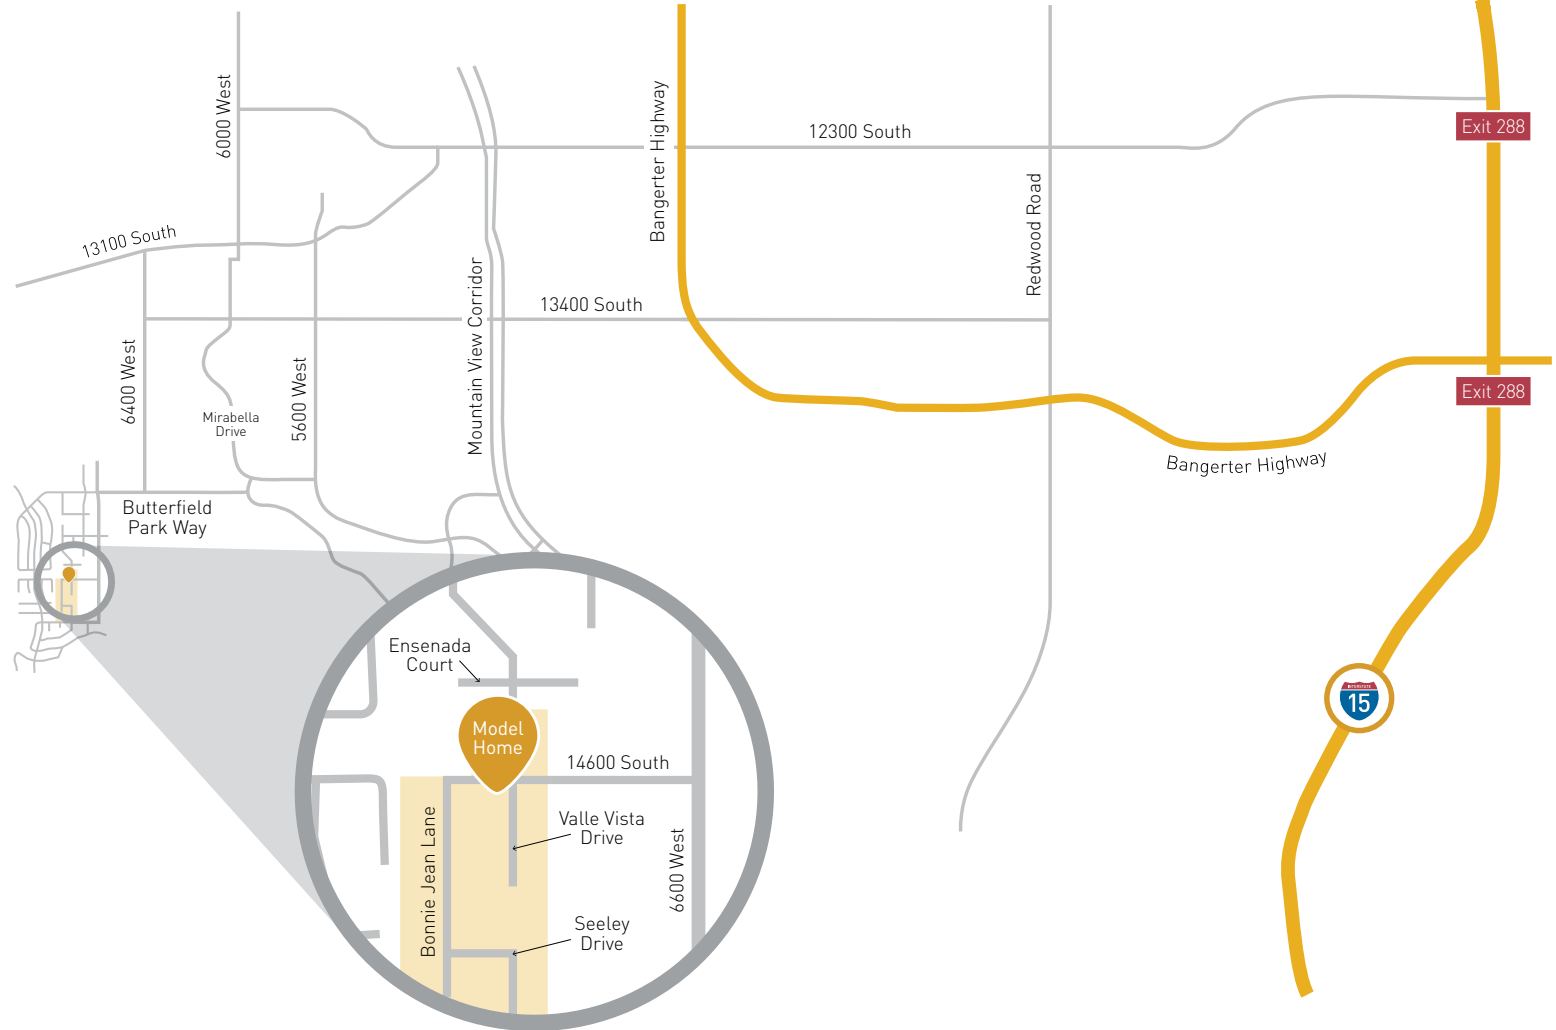 6000 West
Bangerter Highway
12300 South
Exit 288
13100 South
Redwood Road
Mountain View Corridor
13400 South
6400 West
5600 West
Mirabella
Drive
Exit 288
Bangerter Highway
Butterfield
Park Way
Ensenada
Court
INTERSTATE
15
Model
Home
14600 South
Bonnie Jean Lane
Valle Vista
Drive
6600 West
Seeley
Drive